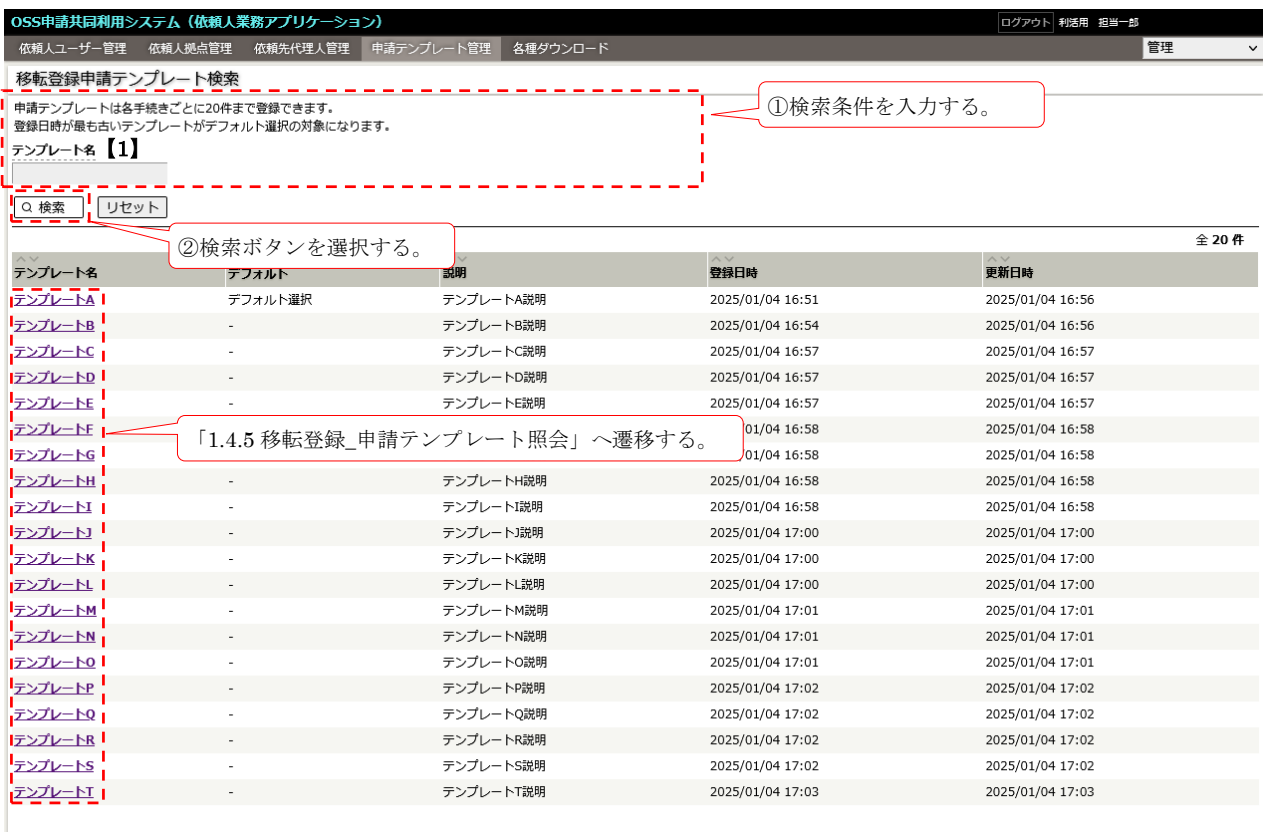 OSS申請共同利用システム（依頼人業務アプリケーション）
ログアウト 利活用 担当一郎
依頼人ユーザー管理 依頼人拠点管理 依頼先代理人管理 申請テンプレート管理 各種ダウンロード 管理
移転登録申請テンプレート検索
申請テンプレートは各手続きごとに20件まで登録できます。
登録日時が最も古いテンプレートがデフォルト選択の対象になります。
①検索条件を入力する。
テンプレート名【1】
検索 リセット
②検索ボタンを選択する。
全 20 件
テンプレート名 デフォルト 説明 登録日時 更新日時
テンプレートA デフォルト選択 テンプレートA説明 2025/01/04 16:51 2025/01/04 16:56
テンプレートB - テンプレートB説明 2025/01/04 16:54 2025/01/04 16:56
テンプレートC - テンプレートC説明 2025/01/04 16:57 2025/01/04 16:57
テンプレートD - テンプレートD説明 2025/01/04 16:57 2025/01/04 16:57
テンプレートE - テンプレートE説明 2025/01/04 16:57 2025/01/04 16:57
テンプレートF /01/04 16:58 2025/01/04 16:58
「1.4.5 移転登録_申請テンプレート照会」へ遷移する。
テンプレートG /01/04 16:58 2025/01/04 16:58
テンプレートH - テンプレートH説明 2025/01/04 16:58 2025/01/04 16:58
テンプレートI - テンプレートI説明 2025/01/04 16:58 2025/01/04 16:58
テンプレートJ - テンプレートJ説明 2025/01/04 17:00 2025/01/04 17:00
テンプレートK - テンプレートK説明 2025/01/04 17:00 2025/01/04 17:00
テンプレートL - テンプレートL説明 2025/01/04 17:00 2025/01/04 17:00
テンプレートM - テンプレートM説明 2025/01/04 17:01 2025/01/04 17:01
テンプレートN - テンプレートN説明 2025/01/04 17:01 2025/01/04 17:01
テンプレートO - テンプレートO説明 2025/01/04 17:01 2025/01/04 17:01
テンプレートP - テンプレートP説明 2025/01/04 17:02 2025/01/04 17:02
テンプレートQ - テンプレートQ説明 2025/01/04 17:02 2025/01/04 17:02
テンプレートR - テンプレートR説明 2025/01/04 17:02 2025/01/04 17:02
テンプレートS - テンプレートS説明 2025/01/04 17:02 2025/01/04 17:02
テンプレートT - テンプレートT説明 2025/01/04 17:03 2025/01/04 17:03